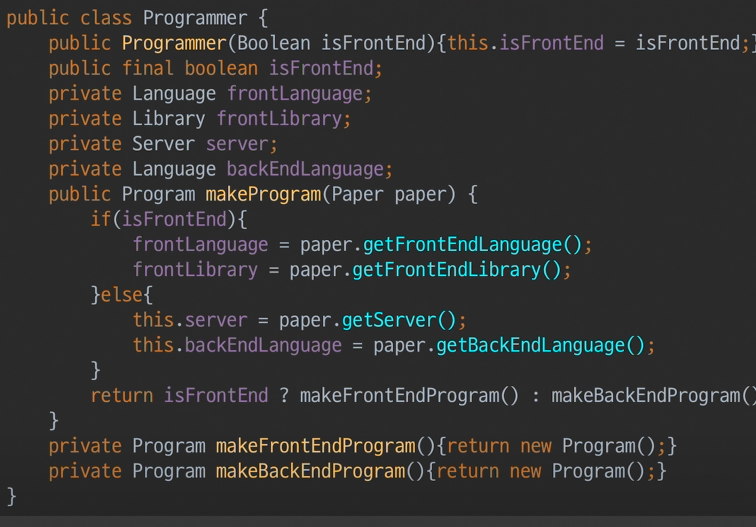 public class Programmer {
    public Programmer(Boolean isFrontEnd){this.isFrontEnd = isFrontEnd;}
    public final boolean isFrontEnd;
    private Language frontLanguage;
    private Library frontLibrary;
    private Server server;
    private Language backEndLanguage;
    public Program makeProgram(Paper paper) {
        if(isFrontEnd){
            frontLanguage = paper.getFrontEndLanguage();
            frontLibrary = paper.getFrontEndLibrary();
        }else{
            this.server = paper.getServer();
            this.backEndLanguage = paper.getBackEndLanguage();
        }
        return isFrontEnd ? makeFrontEndProgram() : makeBackEndProgram()
    }
    private Program makeFrontEndProgram(){return new Program();}
    private Program makeBackEndProgram(){return new Program();}
}